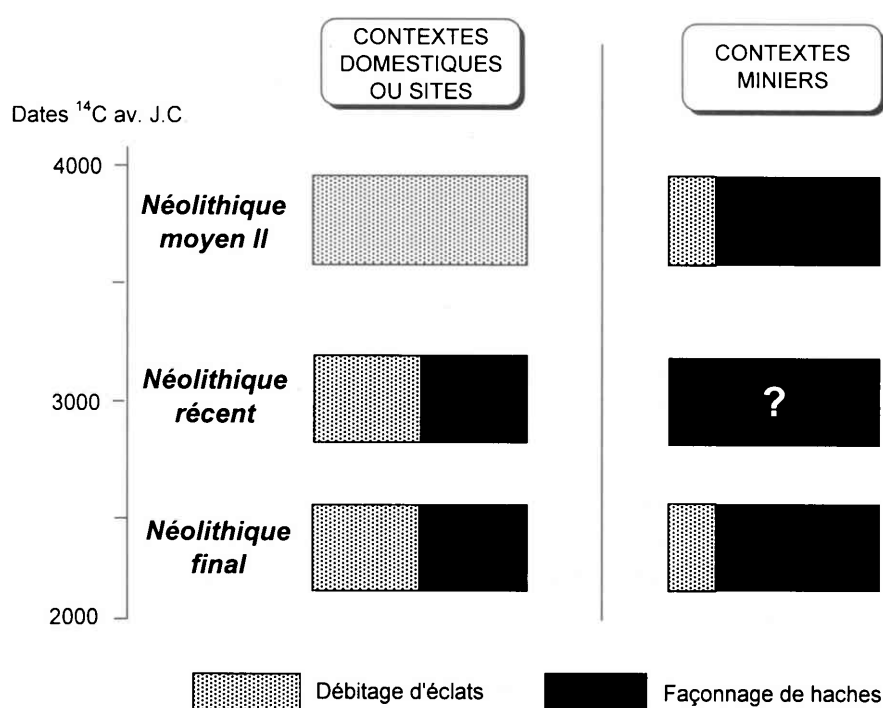 CONTEXTES
DOMESTIQUES
OU SITES
CONTEXTES
MINIERS
Dates ¹⁴C av. J.C
4000
Néolithique
moyen II
3000
Néolithique
récent
?
Néolithique
final
2000
Débitage d'éclats
Façonnage de haches